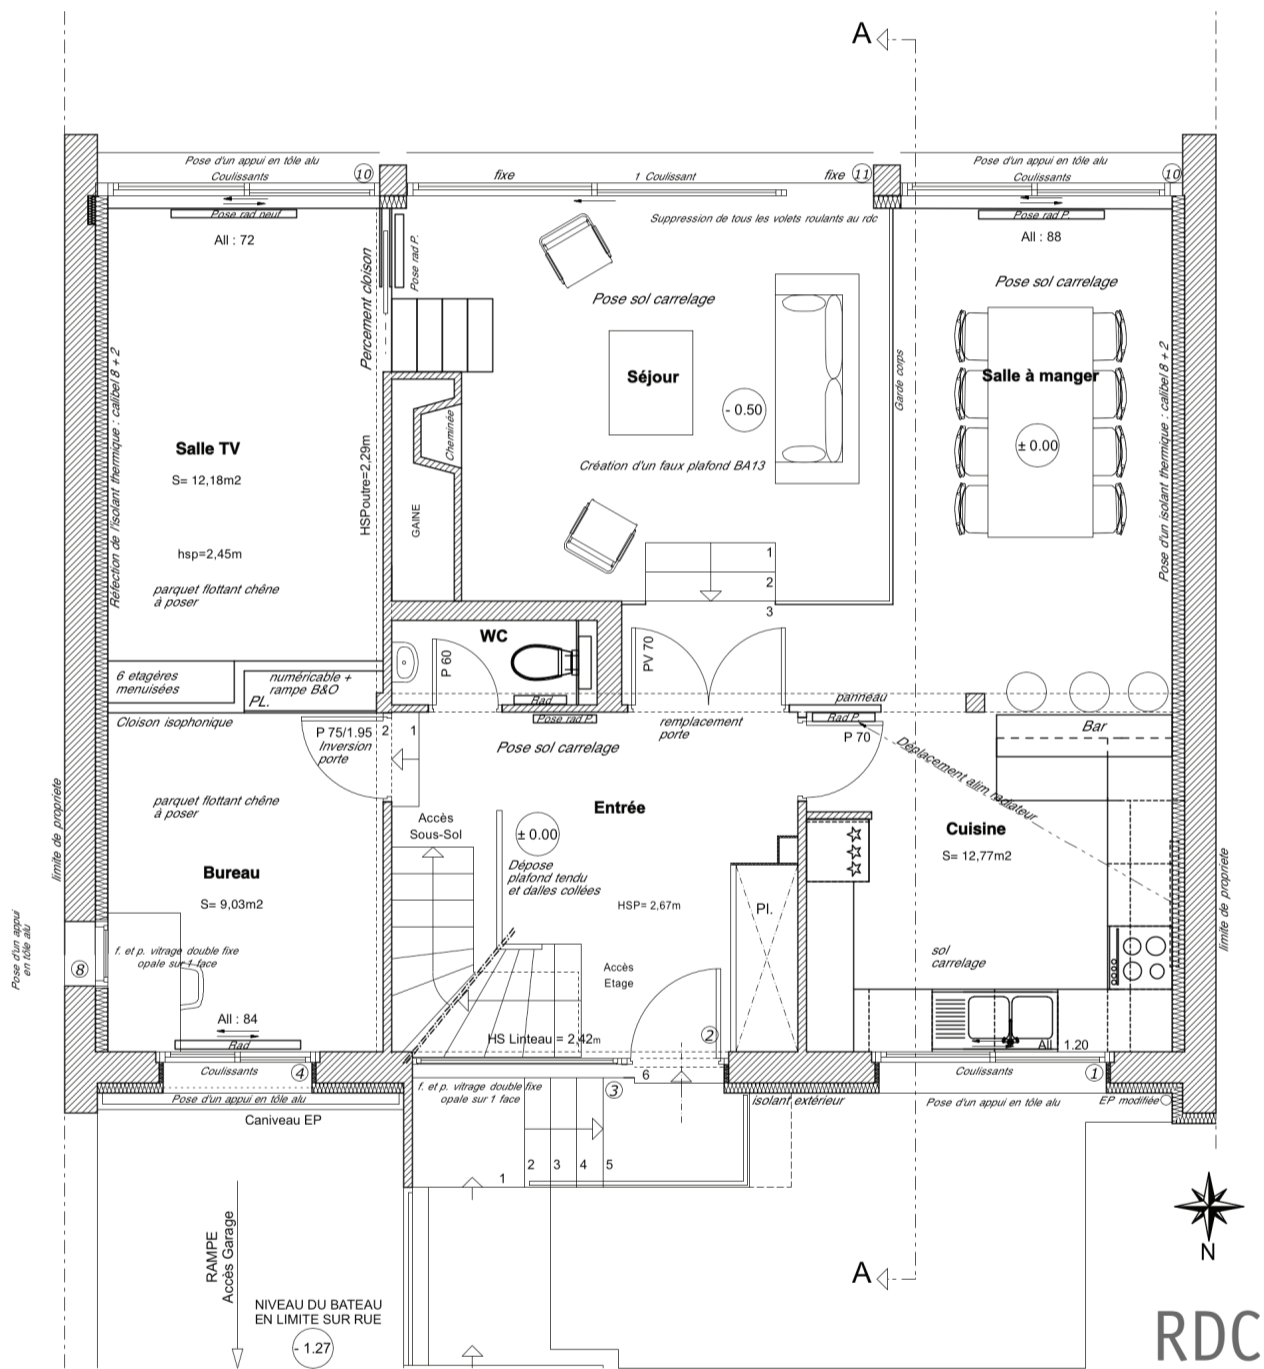 A
Pose d'un appui en tôle alu
Coulissants
10
fixe
1 Coulissant
fixe
11
Pose d'un appui en tôle alu
Coulissants
10
Pose rad neuf
All : 72
Pose rad P.
Suppression de tous les volets roulants au rdc
Pose rad P.
All : 88
Percement cloison
Pose sol carrelage
Pose sol carrelage
Réfection de l'isolant thermique : calibel 8 + 2
Séjour
- 0.50
Garde corps
Salle à manger
± 0.00
Pose d'un isolant thermique : calibel 8 + 2
Salle TV
S= 12,18m2
hsp=2,45m
parquet flottant chêne
à poser
HSPoutre=2,29m
Cheminée
GAINE
Création d'un faux plafond BA13
1
2
3
WC
P 60
Rad
PV 70
6 etagères
menuisées
numéricable +
rampe B&O
PL.
Cloison isophonique
P 75/1.95
Inversion
porte
2
1
Pose rad P.
Pose sol carrelage
remplacement
porte
panneau
Rad P.
P 70
Bar
Déplacement alim radiateur
limite de propriete
parquet flottant chêne
à poser
Accès
Sous-Sol
± 0.00
Entrée
Dépose
plafond tendu
et dalles collées
HSP= 2,67m
Cuisine
S= 12,77m2
Bureau
S= 9,03m2
Pl.
limite de propriete
Pose d'un appui
en tôle alu
8
f. et p. vitrage double fixe
opale sur 1 face
sol
carrelage
Accès
Etage
All : 84
Rad
HS Linteau = 2,42m
2
All : 1.20
Coulissants
4
f. et p. vitrage double fixe
opale sur 1 face
3
6
Coulissants
1
Pose d'un appui en tôle alu
isolant extérieur
Pose d'un appui en tôle alu
EP modifiée
Caniveau EP
1
2
3
4
5
RAMPE
Accès Garage
N
A
NIVEAU DU BATEAU
EN LIMITE SUR RUE
- 1.27
RDC